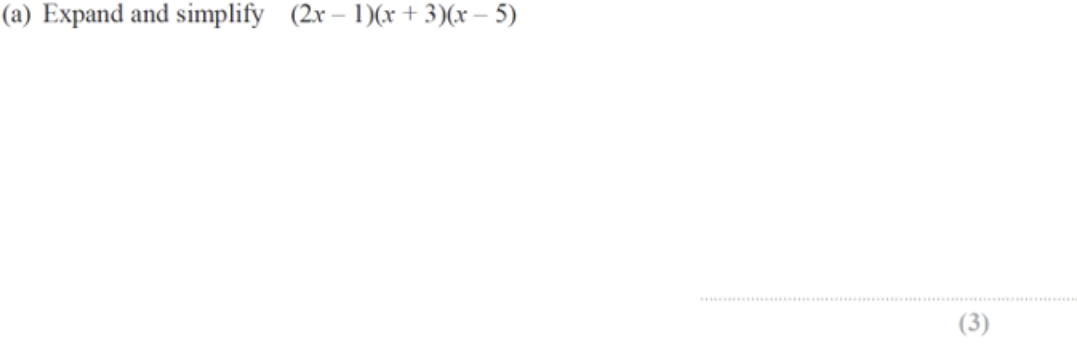 (a) Expand and simplify (2x – 1)(x + 3)(x – 5)
(3)